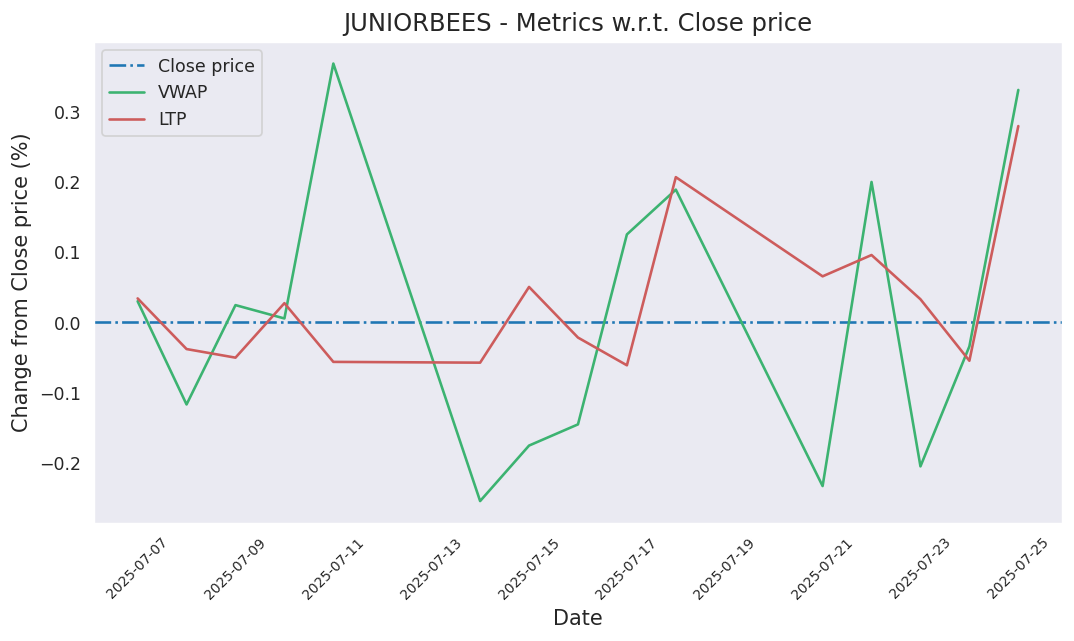 JUNIORBEES - Metrics w.r.t. Close price
Close price
VWAP
LTP
Change from Close price (%)
0.3
0.2
0.1
0.0
−0.1
−0.2
2025-07-07
2025-07-09
2025-07-11
2025-07-13
2025-07-15
2025-07-17
2025-07-19
2025-07-21
2025-07-23
2025-07-25
Date